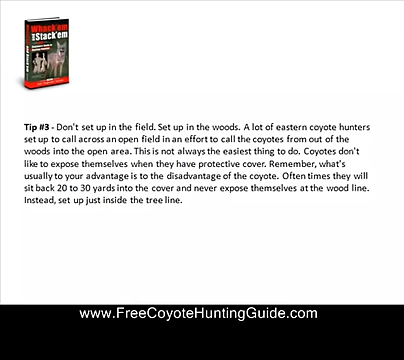 Whack'em
and Stack'em
Tip #3 - Don't set up in the field. Set up in the woods. A lot of eastern coyote hunters
set up to call across an open field in an effort to call the coyotes from out of the
woods into the open area. This is not always the easiest thing to do. Coyotes don't
like to expose themselves when they have protective cover. Remember, what's
usually to your advantage is to the disadvantage of the coyote. Often times they will
sit back 20 to 30 yards into the cover and never expose themselves at the wood line.
Instead, set up just inside the tree line.
www.FreeCoyoteHuntingGuide.com